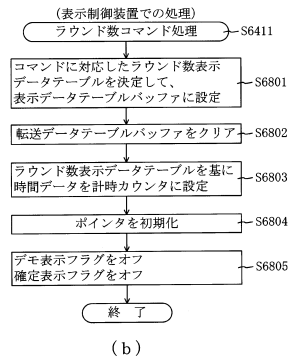 (表示制御装置での処理)
ラウンド数コマンド処理
S6411
コマンドに対応したラウンド数表示
データテーブルを決定して、
表示データテーブルバッファに設定
S6801
転送データテーブルバッファをクリア
S6802
ラウンド数表示データテーブルを基に
時間データを計時カウンタに設定
S6803
ポインタを初期化
S6804
デモ表示フラグをオフ
確定表示フラグをオフ
S6805
終 了
(b)